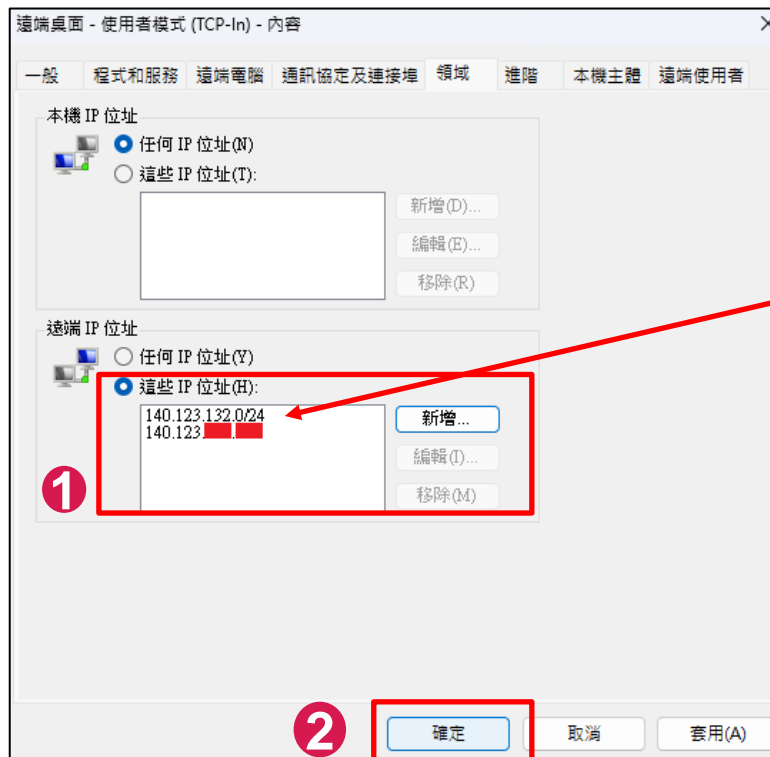 遠端桌面 - 使用者模式 (TCP-In) - 內容
一般 程式和服務 遠端電腦 通訊協定及連接埠 領域 進階 本機主體 遠端使用者
本機 IP 位址
任何 IP 位址(N)
這些 IP 位址(T):
新增(D)...
編輯(E)...
移除(R)
遠端 IP 位址
任何 IP 位址(Y)
這些 IP 位址(H):
140.123.132.0/24
140.123. .
新增...
編輯(I)...
移除(M)
1
2
確定 取消 套用(A)